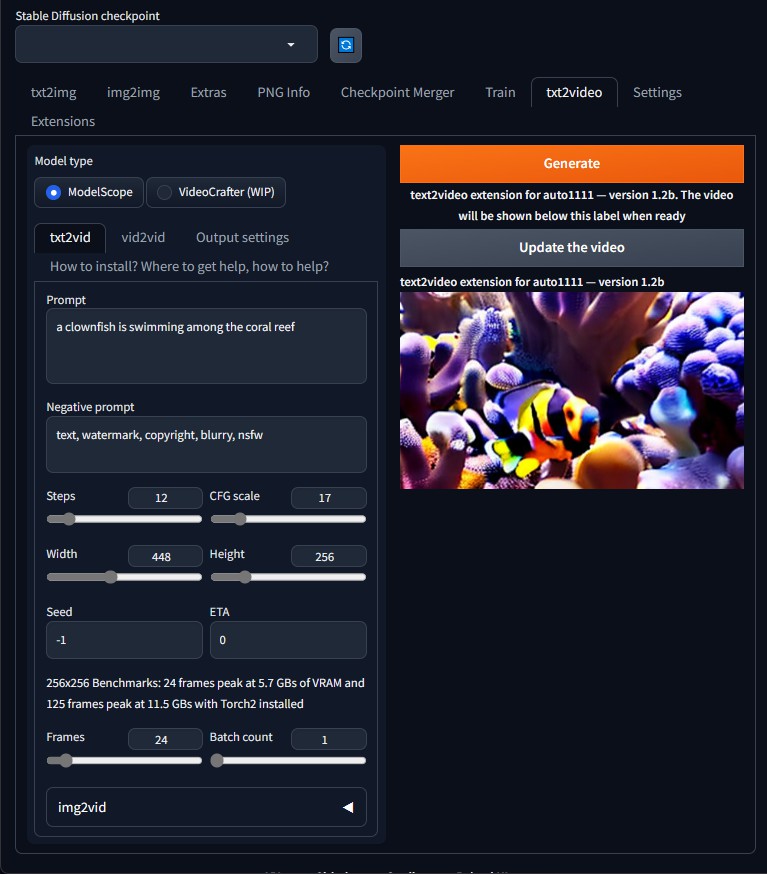 Stable Diffusion checkpoint
txt2img img2img Extras PNG Info Checkpoint Merger Train txt2video Settings
Extensions
Model type
ModelScope VideoCrafter (WIP)
txt2vid vid2vid Output settings
How to install? Where to get help, how to help?
Prompt
a clownfish is swimming among the coral reef
Negative prompt
text, watermark, copyright, blurry, nsfw
Steps 12 CFG scale 17
Width 448 Height 256
Seed ETA
-1 0
256x256 Benchmarks: 24 frames peak at 5.7 GBs of VRAM and
125 frames peak at 11.5 GBs with Torch2 installed
Frames 24 Batch count 1
img2vid
Generate
text2video extension for auto1111 — version 1.2b. The video
will be shown below this label when ready
Update the video
text2video extension for auto1111 — version 1.2b